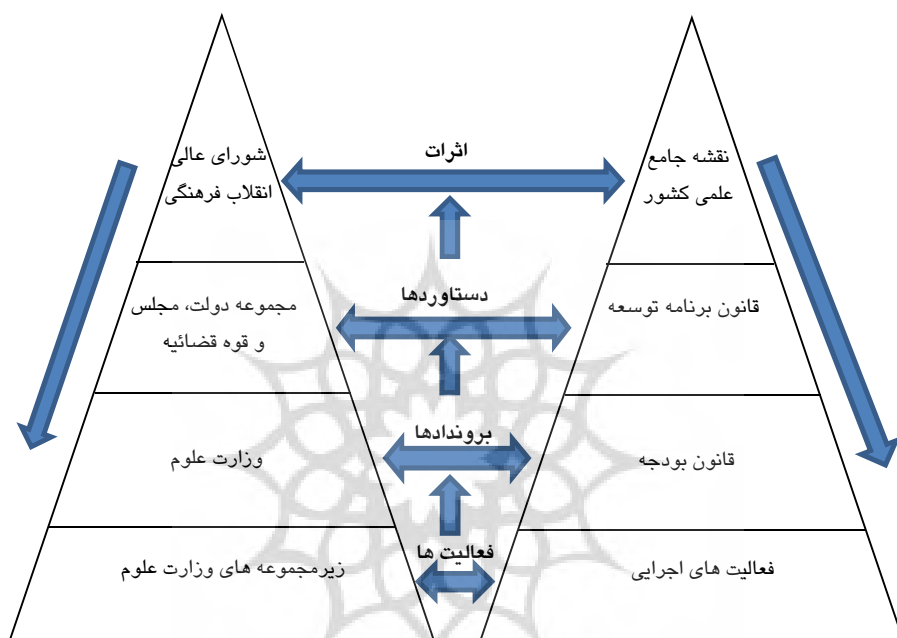 نقشه جامع
علمی کشور
اثرات
شورای عالی
انقلاب فرهنگی
قانون برنامه توسعه
دستاوردها
مجموعه دولت، مجلس
و قوه قضائیه
قانون بودجه
بروندادها
وزارت علوم
فعالیت های اجرایی
فعالیت ها
زیرمجموعه های وزارت علوم